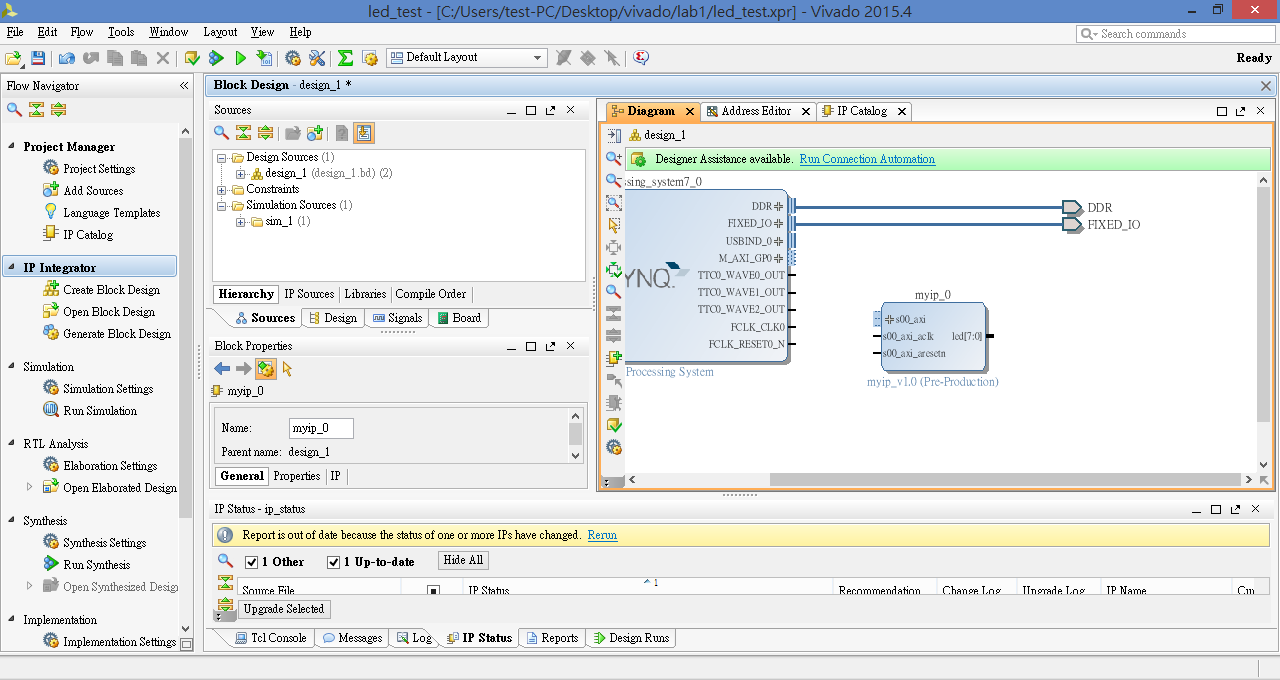 led_test - [C:/Users/test-PC/Desktop/vivado/lab1/led_test.xpr] - Vivado 2015.4
File Edit Flow Tools Window Layout View Help
Search commands
Default Layout
Ready
Flow Navigator
Project Manager
Project Settings
Add Sources
Language Templates
IP Catalog
IP Integrator
Create Block Design
Open Block Design
Generate Block Design
Simulation
Simulation Settings
Run Simulation
RTL Analysis
Elaboration Settings
Open Elaborated Design
Synthesis
Synthesis Settings
Run Synthesis
Open Synthesized Design
Implementation
Implementation Settings
Block Design - design_1 *
Sources
Design Sources (1)
design_1 (design_1.bd) (2)
Constraints
Simulation Sources (1)
sim_1 (1)
Hierarchy IP Sources Libraries Compile Order
Sources Design Signals Board
Block Properties
myip_0
Name: myip_0
Parent name: design_1
General Properties IP
Diagram Address Editor IP Catalog
design_1
Designer Assistance available. Run Connection Automation
ssing_system7_0
DDR
FIXED_IO
USBIND_0
M_AXI_GP0
TTC0_WAVE0_OUT
TTC0_WAVE1_OUT
TTC0_WAVE2_OUT
FCLK_CLK0
FCLK_RESET0_N
YNQ
Processing System
DDR
FIXED_IO
myip_0
s00_axi
s00_axi_aclk led[7:0]
s00_axi_aresetn
myip_v1.0 (Pre-Production)
IP Status - ip_status
Report is out of date because the status of one or more IPs have changed. Rerun
1 Other 1 Up-to-date Hide All
Source File IP Status 1 Recommendation Change Log Upgrade Log IP Name Cu
Upgrade Selected
Tcl Console Messages Log IP Status Reports Design Runs